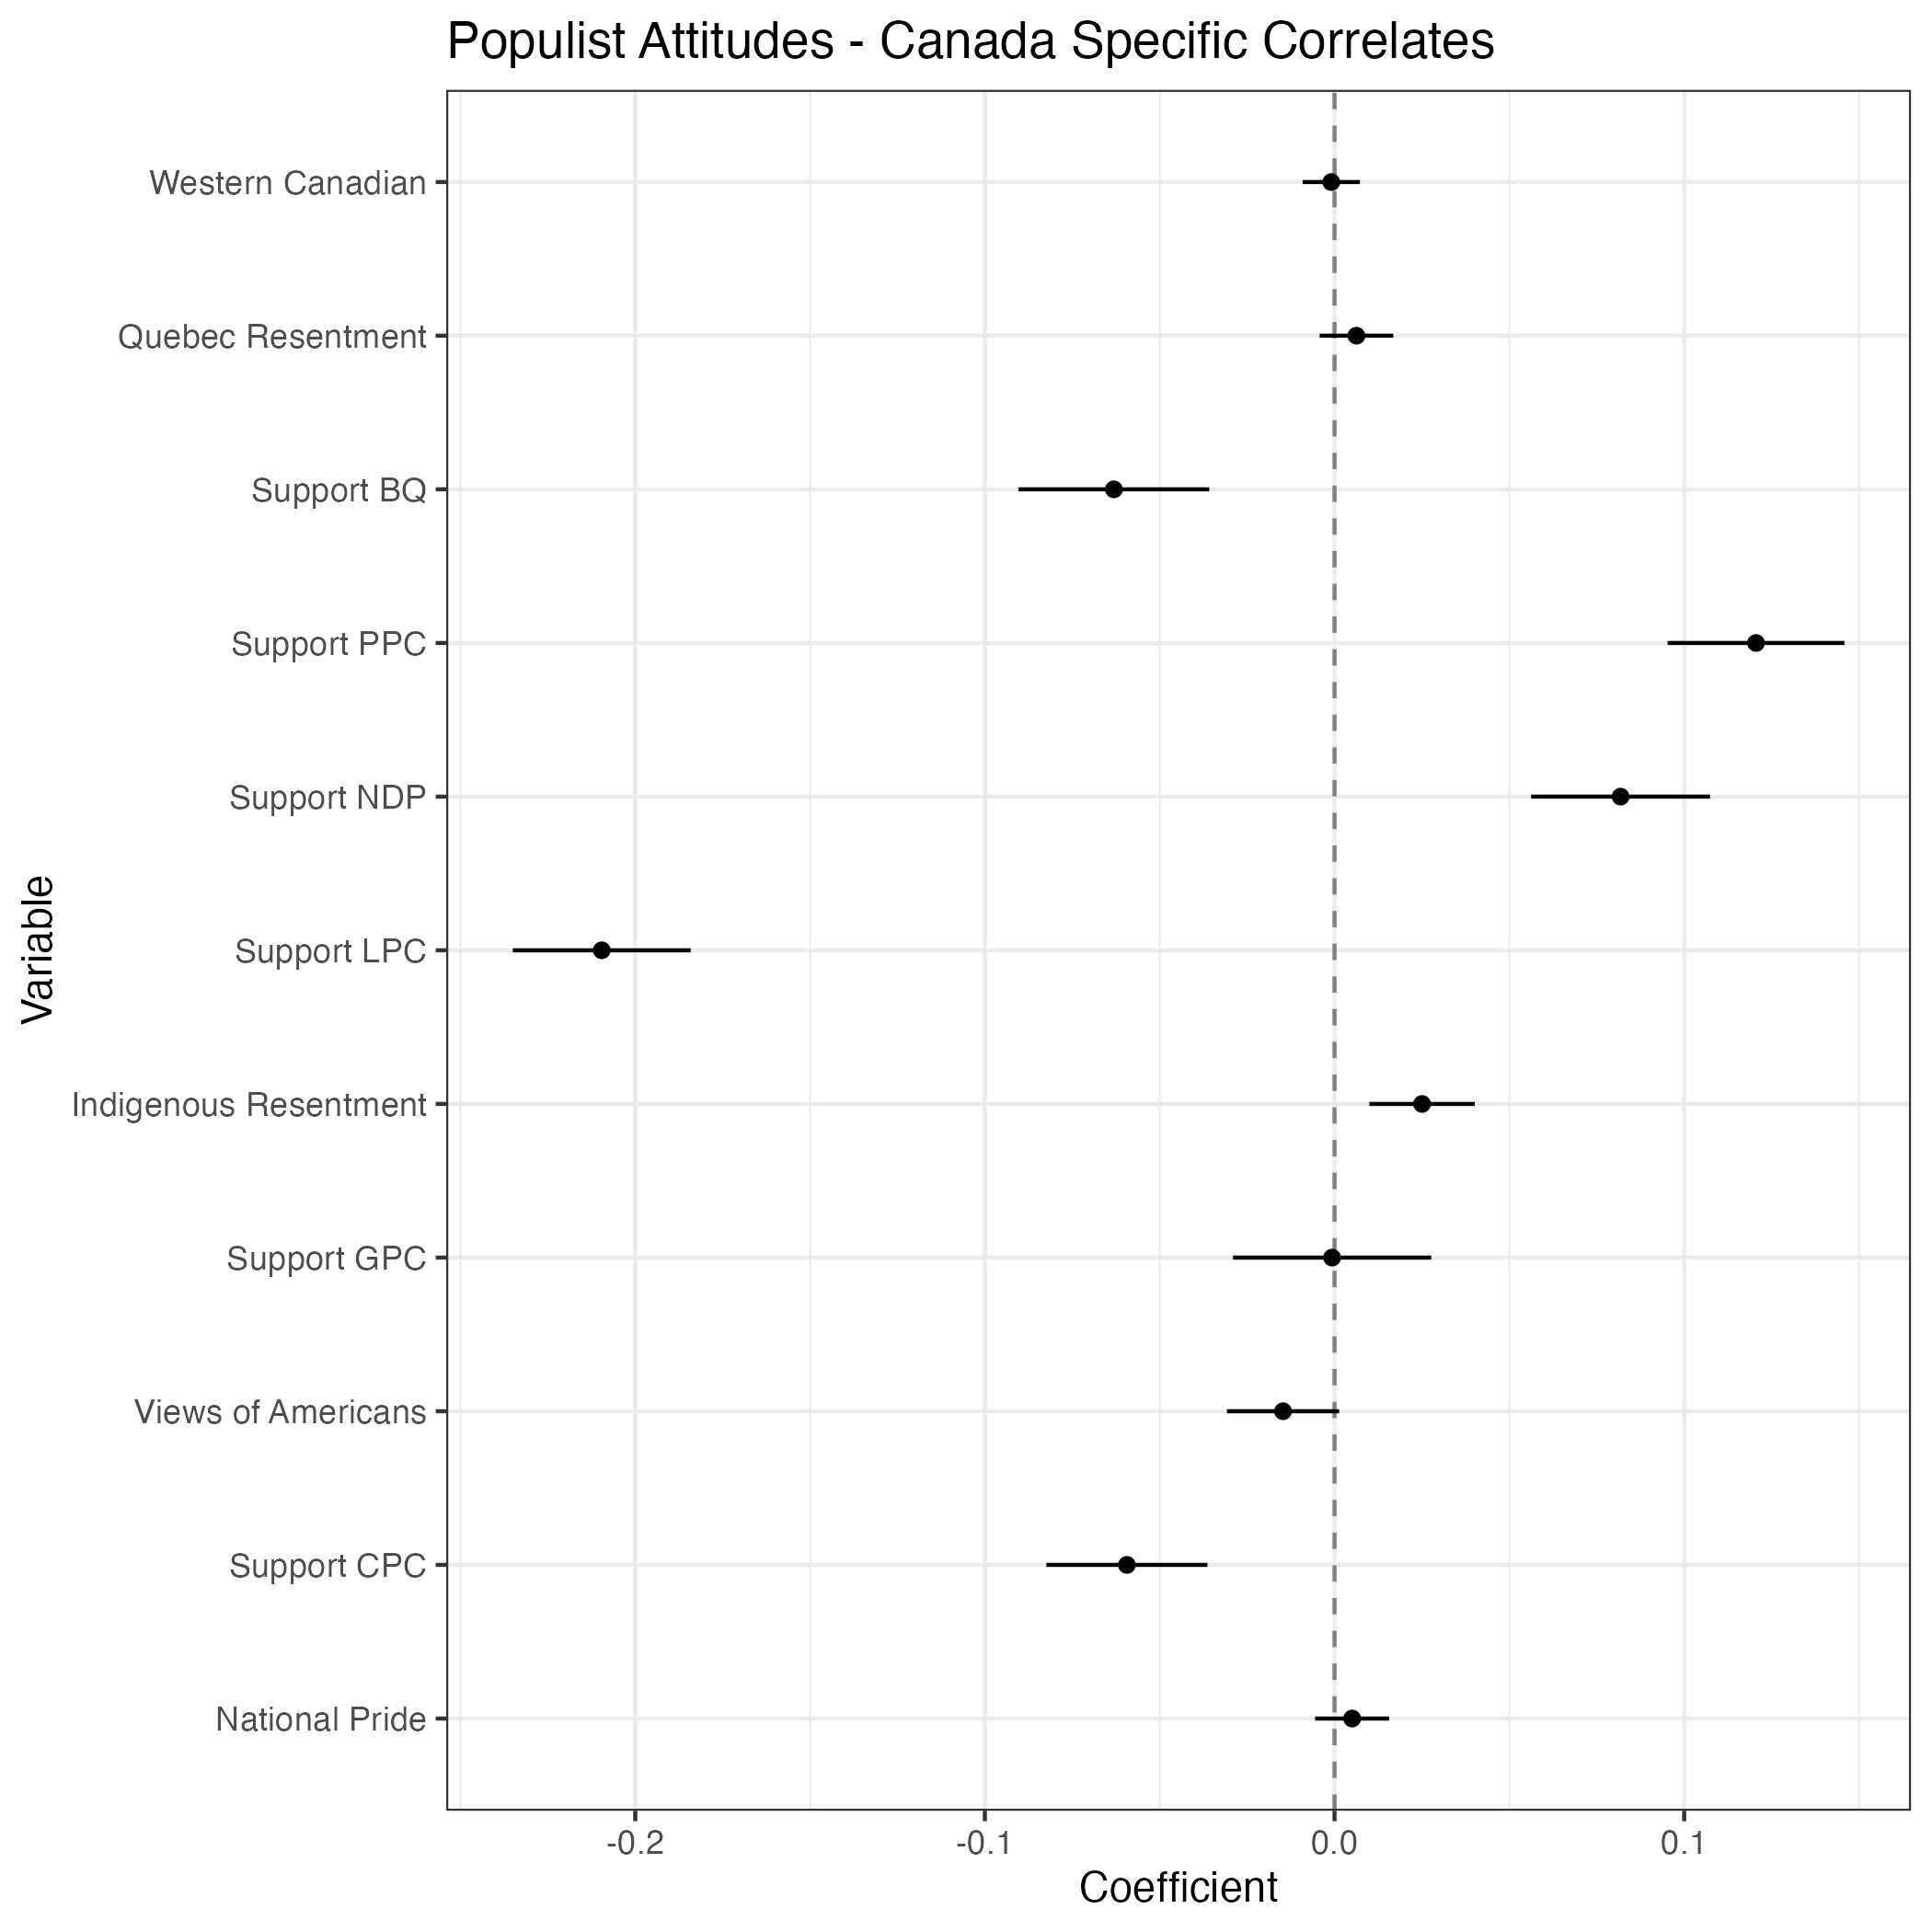 Populist Attitudes - Canada Specific Correlates
Western Canadian
Quebec Resentment
Support BQ
Support PPC
Support NDP
Support LPC
Indigenous Resentment
Support GPC
Views of Americans
Support CPC
National Pride
Variable
-0.2 -0.1 0.0 0.1
Coefficient